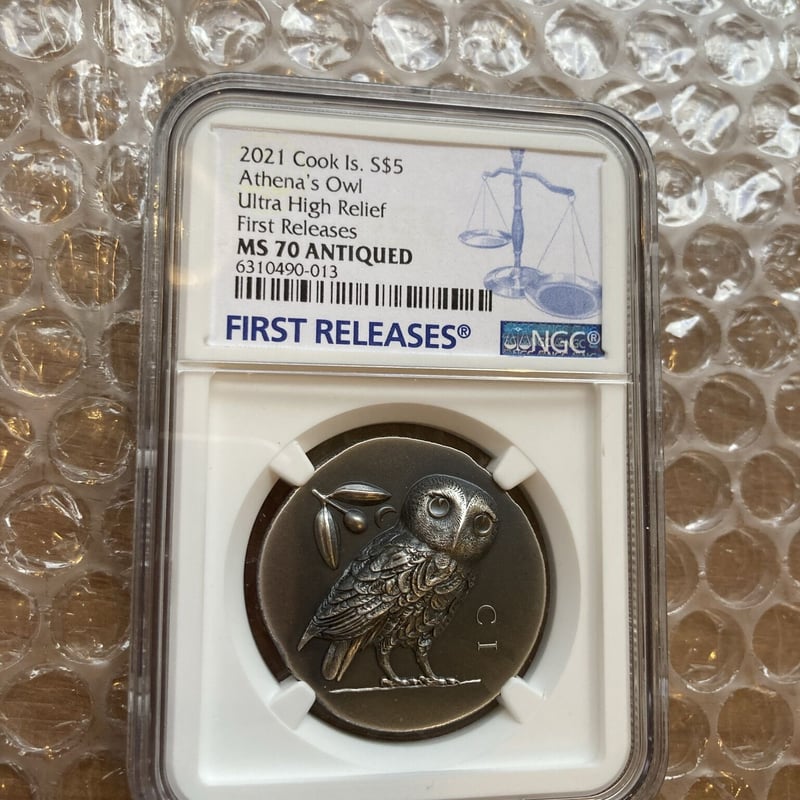 2021 Cook Is. S$5
Athena's Owl
Ultra High Relief
First Releases
MS 70 ANTIQUED
6310490-013
FIRST RELEASES®
NGC®
CI